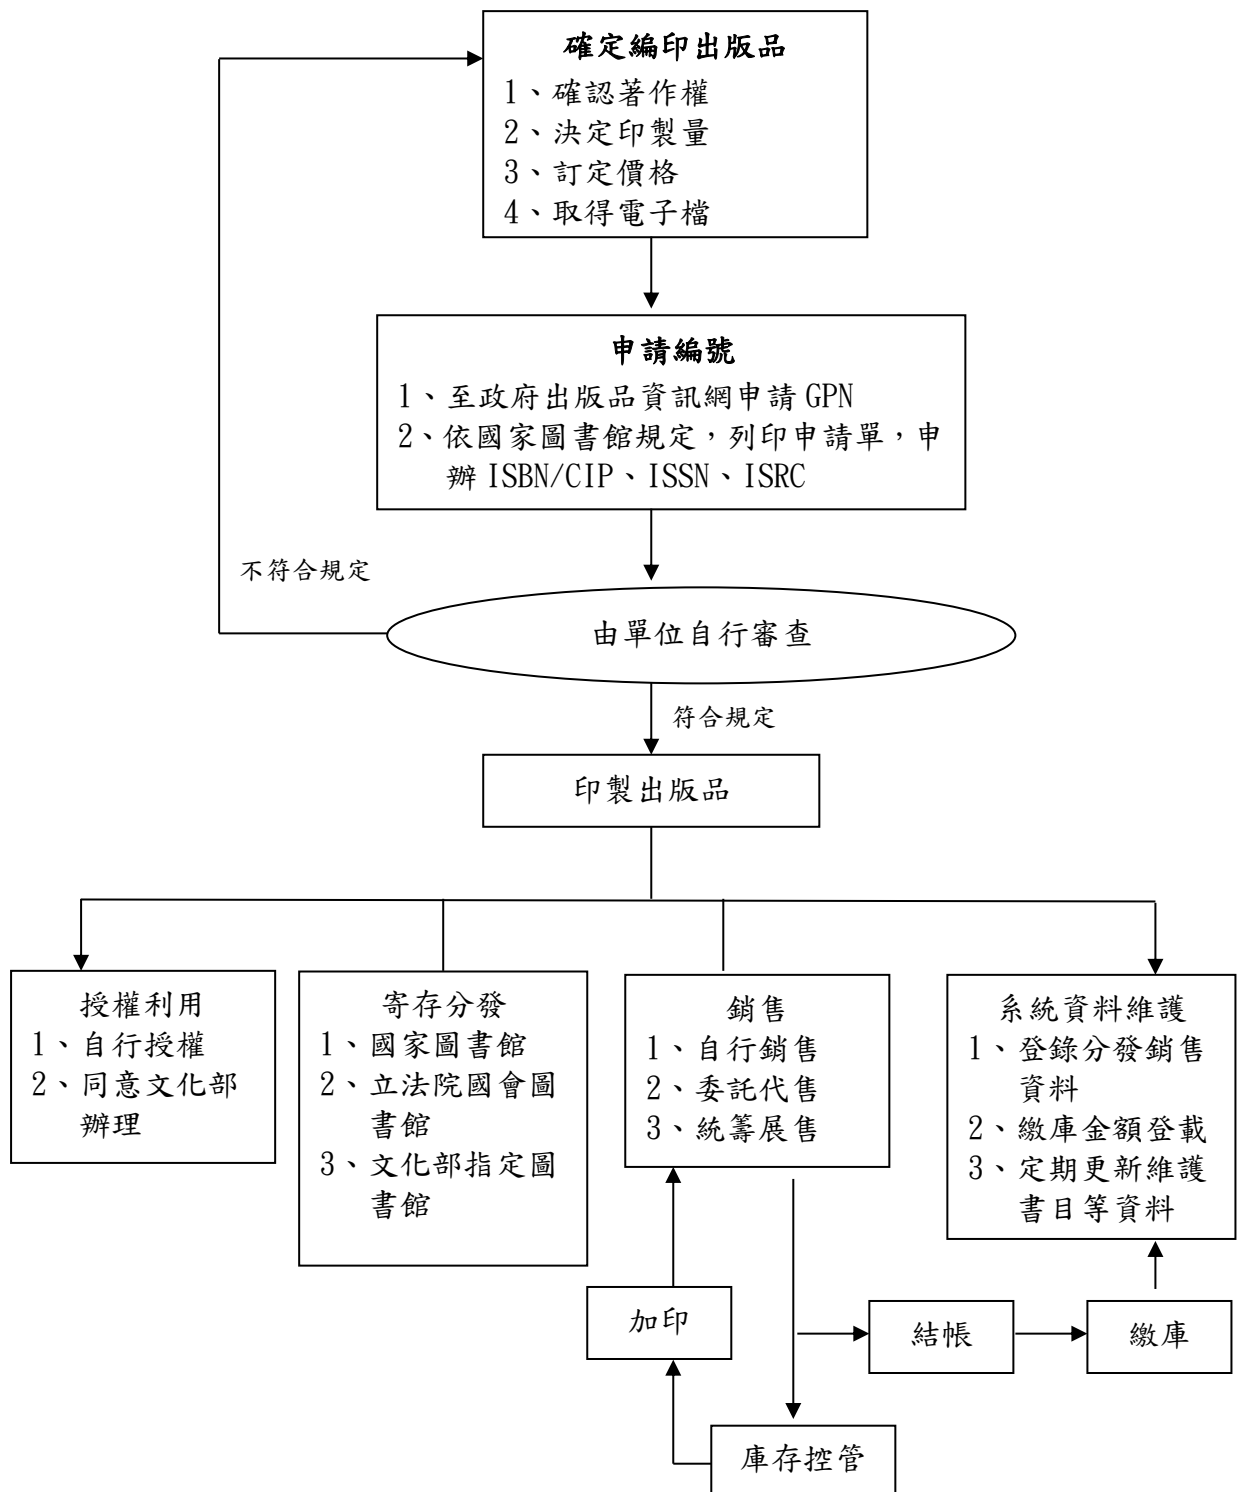 確定編印出版品
1、確認著作權
2、決定印製量
3、訂定價格
4、取得電子檔
申請編號
1、至政府出版品資訊網申請 GPN
2、依國家圖書館規定，列印申請單，申
辦 ISBN/CIP、ISSN、ISRC
不符合規定
由單位自行審查
符合規定
印製出版品
授權利用
1、自行授權
2、同意文化部
辦理
寄存分發
1、國家圖書館
2、立法院國會圖
書館
3、文化部指定圖
書館
銷售
1、自行銷售
2、委託代售
3、統籌展售
系統資料維護
1、登錄分發銷售
資料
2、繳庫金額登載
3、定期更新維護
書目等資料
加印
結帳
繳庫
庫存控管